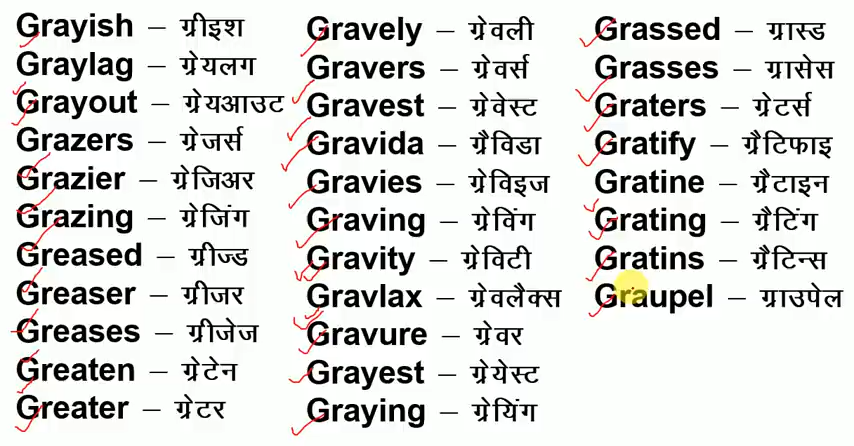 Grayish – ग्रीइश
Graylag – ग्रेयलग
Grayout – ग्रेयआउट
Grazers – ग्रेजर्स
Grazier – ग्रेजिअर
Grazing – ग्रेजिंग
Greased – ग्रीज्ड
Greaser – ग्रीजर
Greases – ग्रीजेज
Greaten – ग्रेटेन
Greater – ग्रेटर
Gravely – ग्रेवली
Gravers – ग्रेवर्स
Gravest – ग्रेवेस्ट
Gravida – ग्रैविडा
Gravies – ग्रेविइज
Graving – ग्रेविंग
Gravity – ग्रेविटी
Gravlax – ग्रेवलैक्स
Gravure – ग्रेवर
Grayest – ग्रेयेस्ट
Graying – ग्रेयिंग
Grassed – ग्रास्ड
Grasses – ग्रासेस
Graters – ग्रेटर्स
Gratify – ग्रैटिफाइ
Gratine – ग्रैटाइन
Grating – ग्रैटिंग
Gratins – ग्रैटिन्स
Graupel – ग्राउपेल